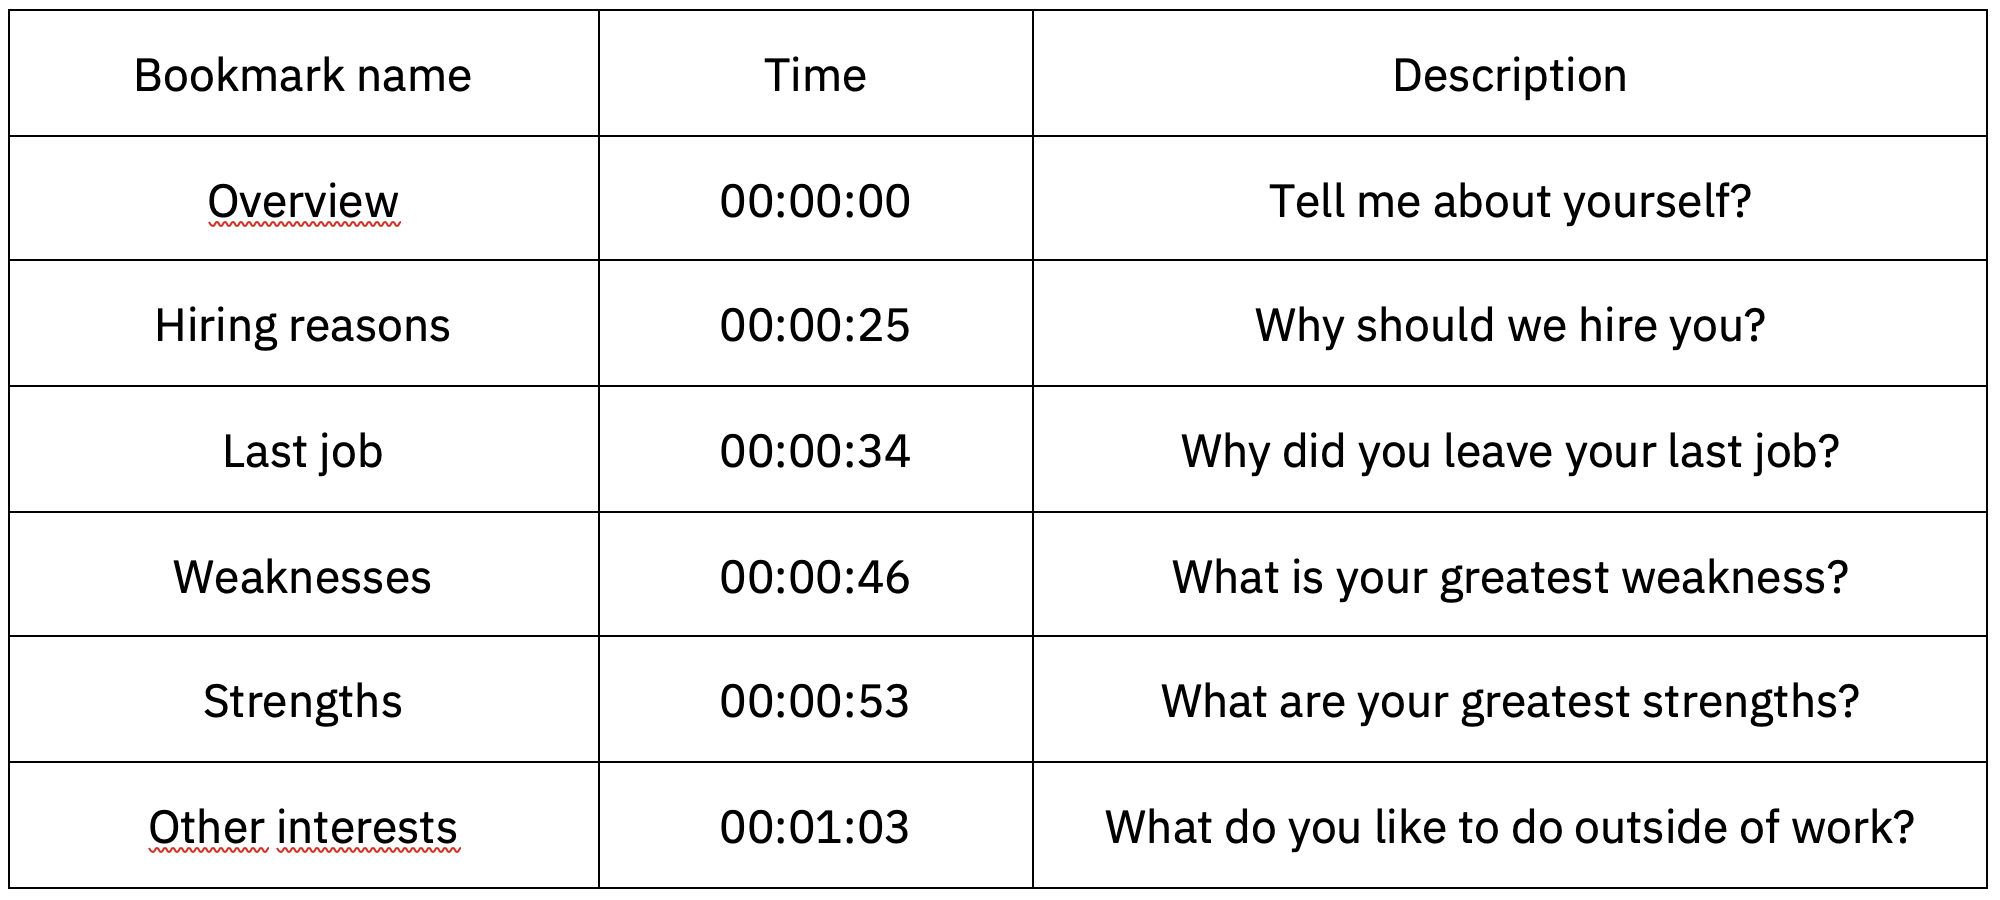 Bookmark name Time Description
Overview 00:00:00 Tell me about yourself?
Hiring reasons 00:00:25 Why should we hire you?
Last job 00:00:34 Why did you leave your last job?
Weaknesses 00:00:46 What is your greatest weakness?
Strengths 00:00:53 What are your greatest strengths?
Other interests 00:01:03 What do you like to do outside of work?